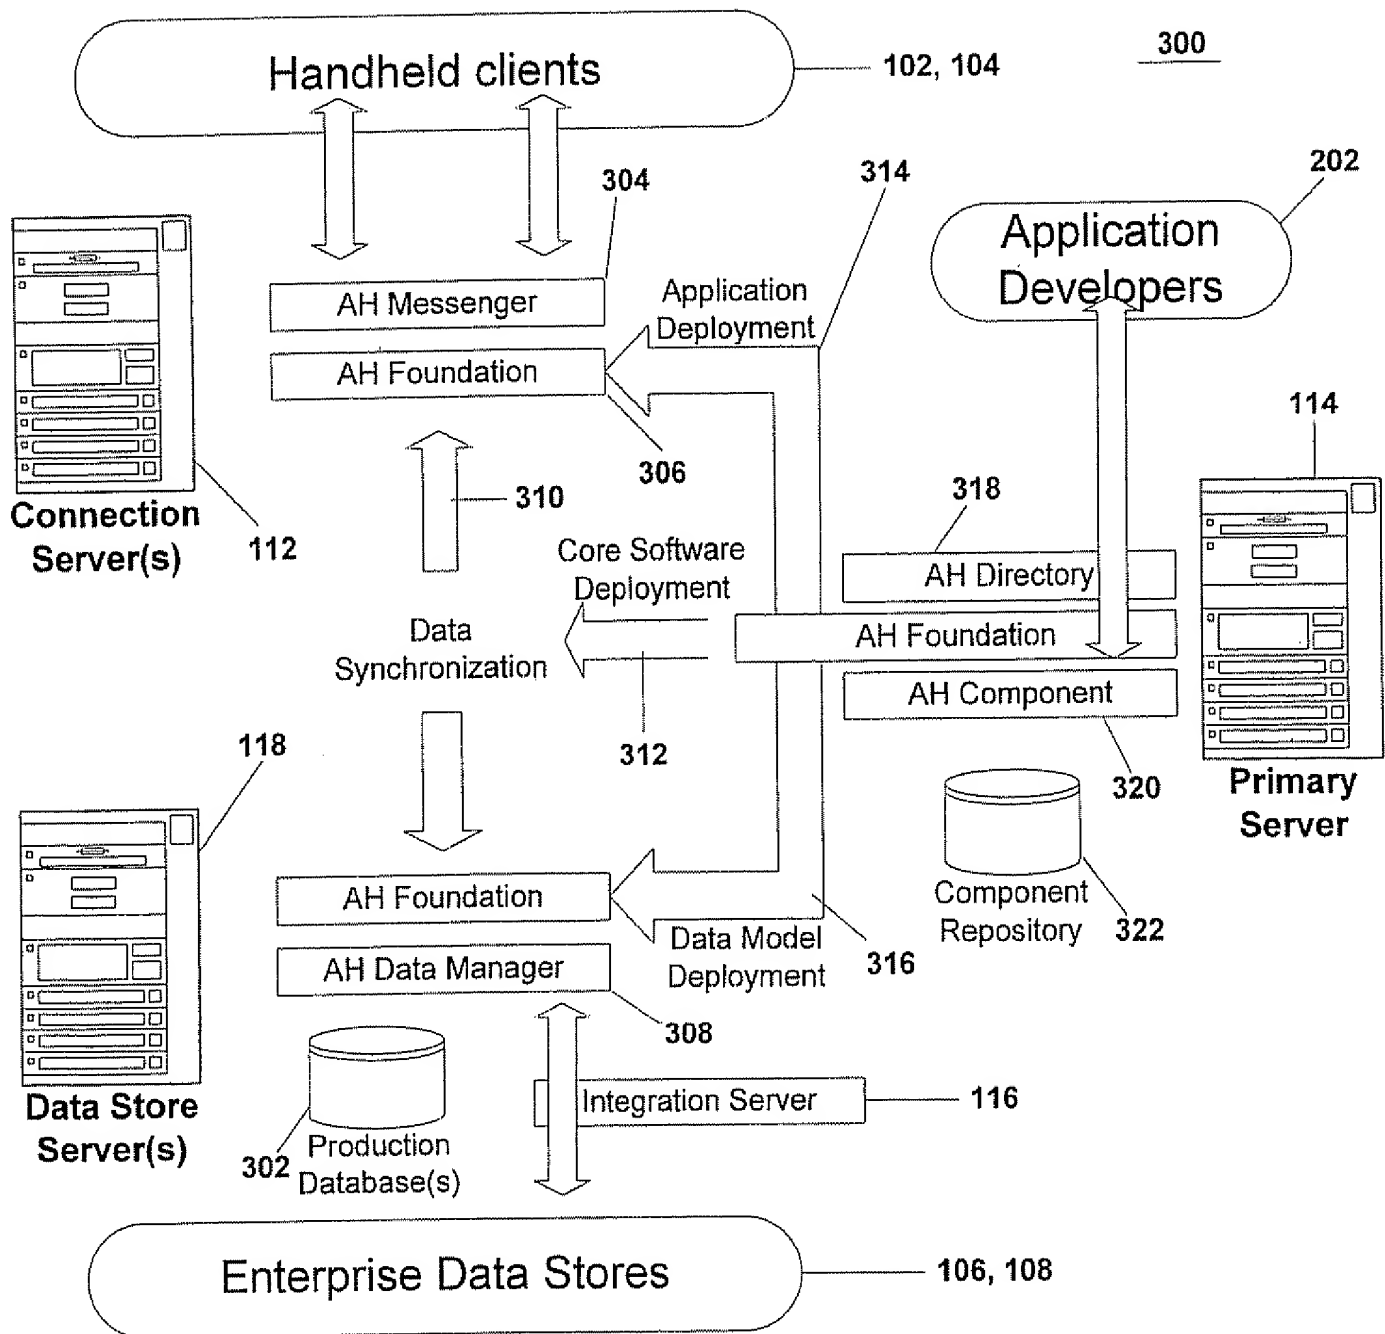 Handheld clients
102, 104
300
304
314
202
Application
Developers
AH Messenger
Application
Deployment
AH Foundation
114
306
310
318
Connection
Server(s)
112
Core Software
Deployment
AH Directory
Data
Synchronization
AH Foundation
AH Component
312
118
320
Primary
Server
AH Foundation
Component
Repository
322
Data Model
Deployment
316
AH Data Manager
308
Data Store
Server(s)
Integration Server
116
302
Production
Database(s)
Enterprise Data Stores
106, 108